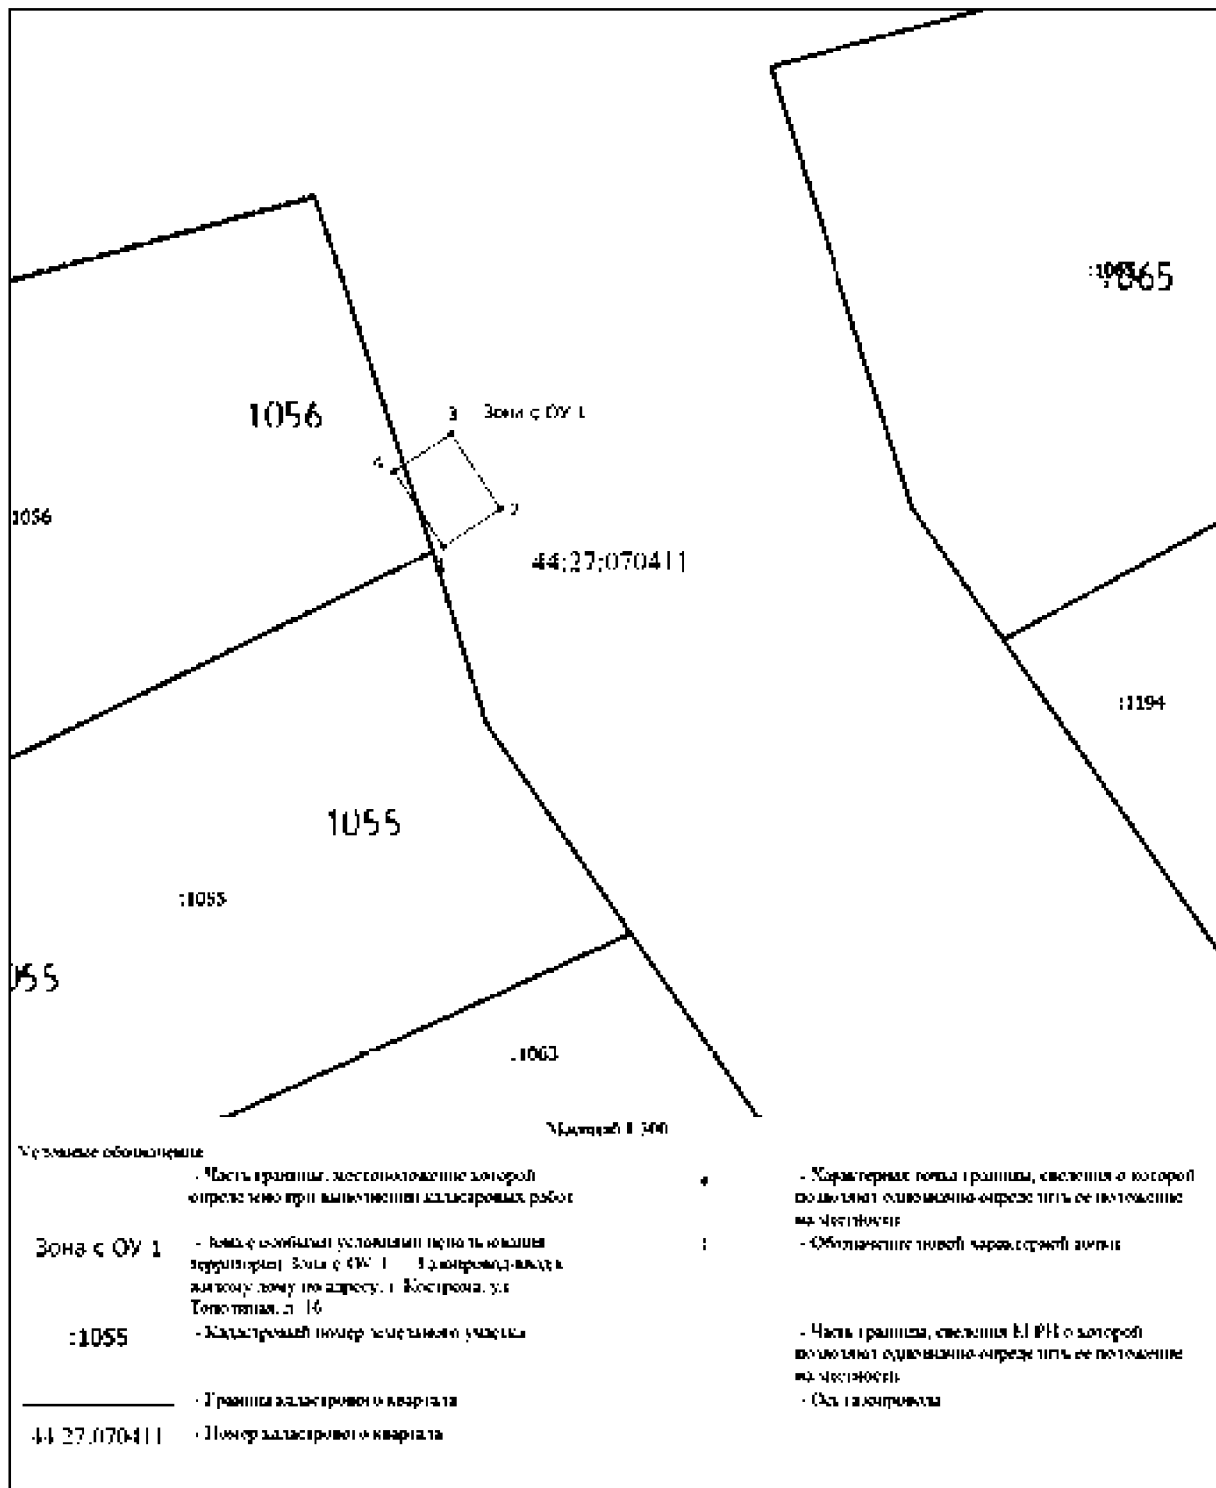 :1065
1056
3
Зона с ОУ 1
4
1056
2
44:27:070411
1
:1194
1055
:1055
055
:1063
Масштаб 1:300
Условные обозначения
- Часть границы, местоположение которой
определено при выполнении кадастровых работ
- Характерная точка границы, сведения о которой
позволяют однозначно определить ее положение
на местности
Зона с ОУ 1
- Зона с особыми условиями использования
территории Зона с ОУ 1 Газопровод-ввод к
жилому дому по адресу: г. Кострома, ул.
Тополиная, д. 16
1
- Обозначение новой характерной точки
:1055
- Кадастровый номер земельного участка
- Часть границы, сведения ЕГРН о которой
позволяют однозначно определить ее положение
на местности
- Граница кадастрового квартала
- Ось газопровода
44:27:070411
- Номер кадастрового квартала